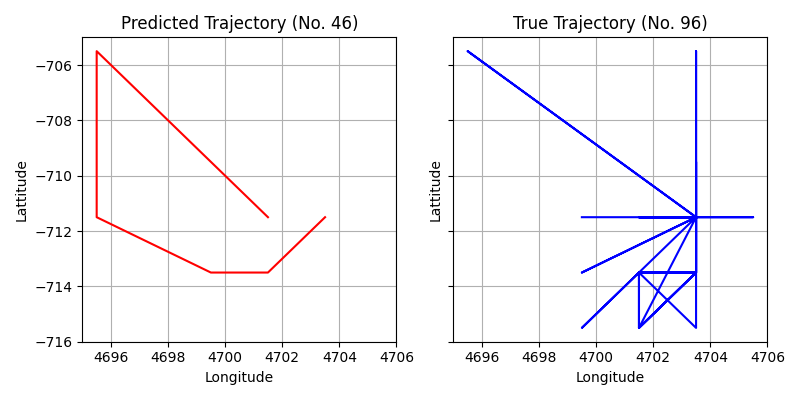 Predicted Trajectory (No. 46)
True Trajectory (No. 96)
Lattitude
−706
−708
−710
−712
−714
−716
4696 4698 4700 4702 4704 4706
Longitude
Lattitude
4696 4698 4700 4702 4704 4706
Longitude